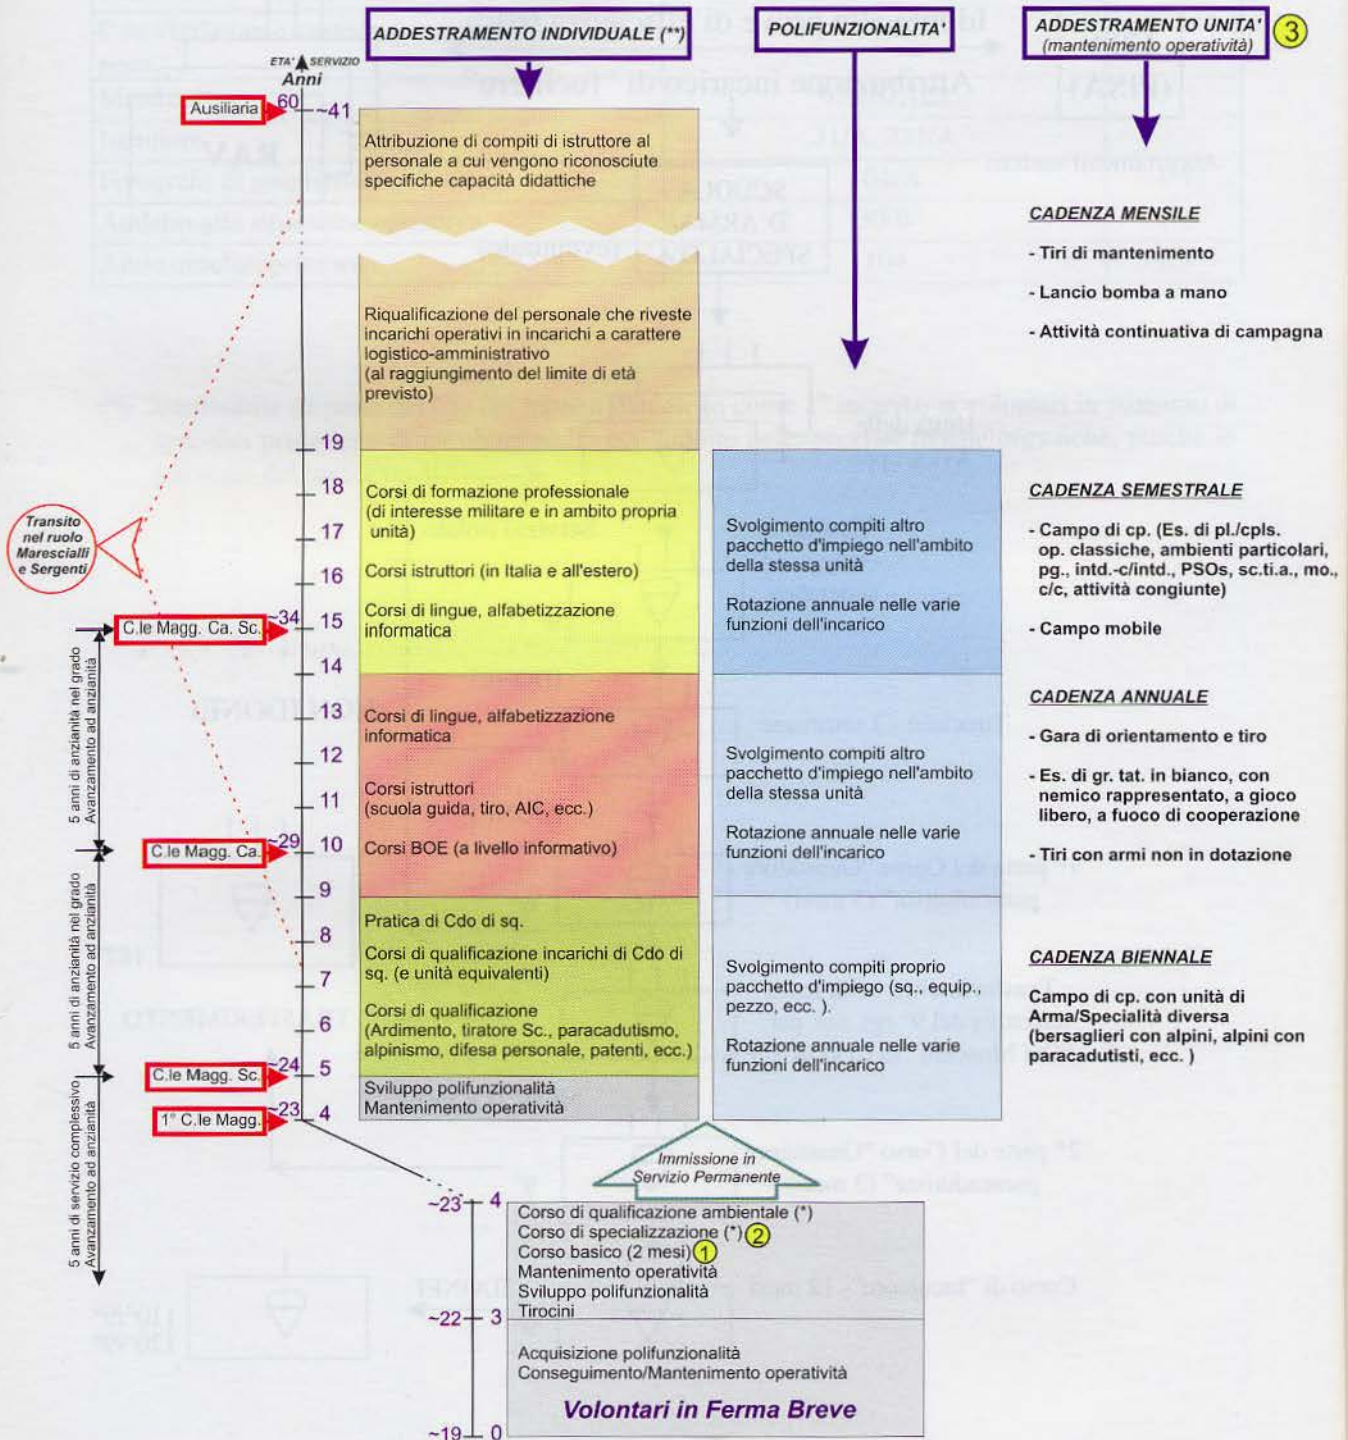 ADDESTRAMENTO INDIVIDUALE (**)
POLIFUNZIONALITA'
ADDESTRAMENTO UNITA'
(mantenimento operatività)
3
ETA' SERVIZIO
Anni
Ausiliaria
60 ~41
Attribuzione di compiti di istruttore al
personale a cui vengono riconosciute
specifiche capacità didattiche
Riqualificazione del personale che riveste
incarichi operativi in incarichi a carattere
logistico-amministrativo
(al raggiungimento del limite di età
previsto)
19
18
17
16
~34 15
14
13
12
11
~29 10
9
8
7
6
~24 5
~23 4
Transito
nel ruolo
Marescialli
e Sergenti
C.le Magg. Ca. Sc.
C.le Magg. Ca.
C.le Magg. Sc.
1° C.le Magg.
5 anni di anzianità nel grado
Avanzamento ad anzianità
5 anni di anzianità nel grado
Avanzamento ad anzianità
5 anni di servizio complessivo
Avanzamento ad anzianità
Corsi di formazione professionale
(di interesse militare e in ambito propria
unità)
Corsi istruttori (in Italia e all'estero)
Corsi di lingue, alfabetizzazione
informatica
Corsi di lingue, alfabetizzazione
informatica
Corsi istruttori
(scuola guida, tiro, AIC, ecc.)
Corsi BOE (a livello informativo)
Pratica di Cdo di sq.
Corsi di qualificazione incarichi di Cdo di
sq. (e unità equivalenti)
Corsi di qualificazione
(Ardimento, tiratore Sc., paracadutismo,
alpinismo, difesa personale, patenti, ecc.)
Sviluppo polifunzionalità
Mantenimento operatività
Svolgimento compiti altro
pacchetto d'impiego nell'ambito
della stessa unità
Rotazione annuale nelle varie
funzioni dell'incarico
Svolgimento compiti altro
pacchetto d'impiego nell'ambito
della stessa unità
Rotazione annuale nelle varie
funzioni dell'incarico
Svolgimento compiti proprio
pacchetto d'impiego (sq., equip.,
pezzo, ecc. ).
Rotazione annuale nelle varie
funzioni dell'incarico
CADENZA MENSILE
- Tiri di mantenimento
- Lancio bomba a mano
- Attività continuativa di campagna
CADENZA SEMESTRALE
- Campo di cp. (Es. di pl./cpls.
op. classiche, ambienti particolari,
pg., intd.-c/intd., PSOs, sc.ti.a., mo.,
c/c, attività congiunte)
- Campo mobile
CADENZA ANNUALE
- Gara di orientamento e tiro
- Es. di gr. tat. in bianco, con
nemico rappresentato, a gioco
libero, a fuoco di cooperazione
- Tiri con armi non in dotazione
CADENZA BIENNALE
Campo di cp. con unità di
Arma/Specialità diversa
(bersaglieri con alpini, alpini con
paracadutisti, ecc. )
Immissione in
Servizio Permanente
~23 4
Corso di qualificazione ambientale (*)
Corso di specializzazione (*) 2
Corso basico (2 mesi) 1
Mantenimento operatività
Sviluppo polifunzionalità
Tirocini
~22 3
Acquisizione polifunzionalità
Conseguimento/Mantenimento operatività
Volontari in Ferma Breve
~19 0